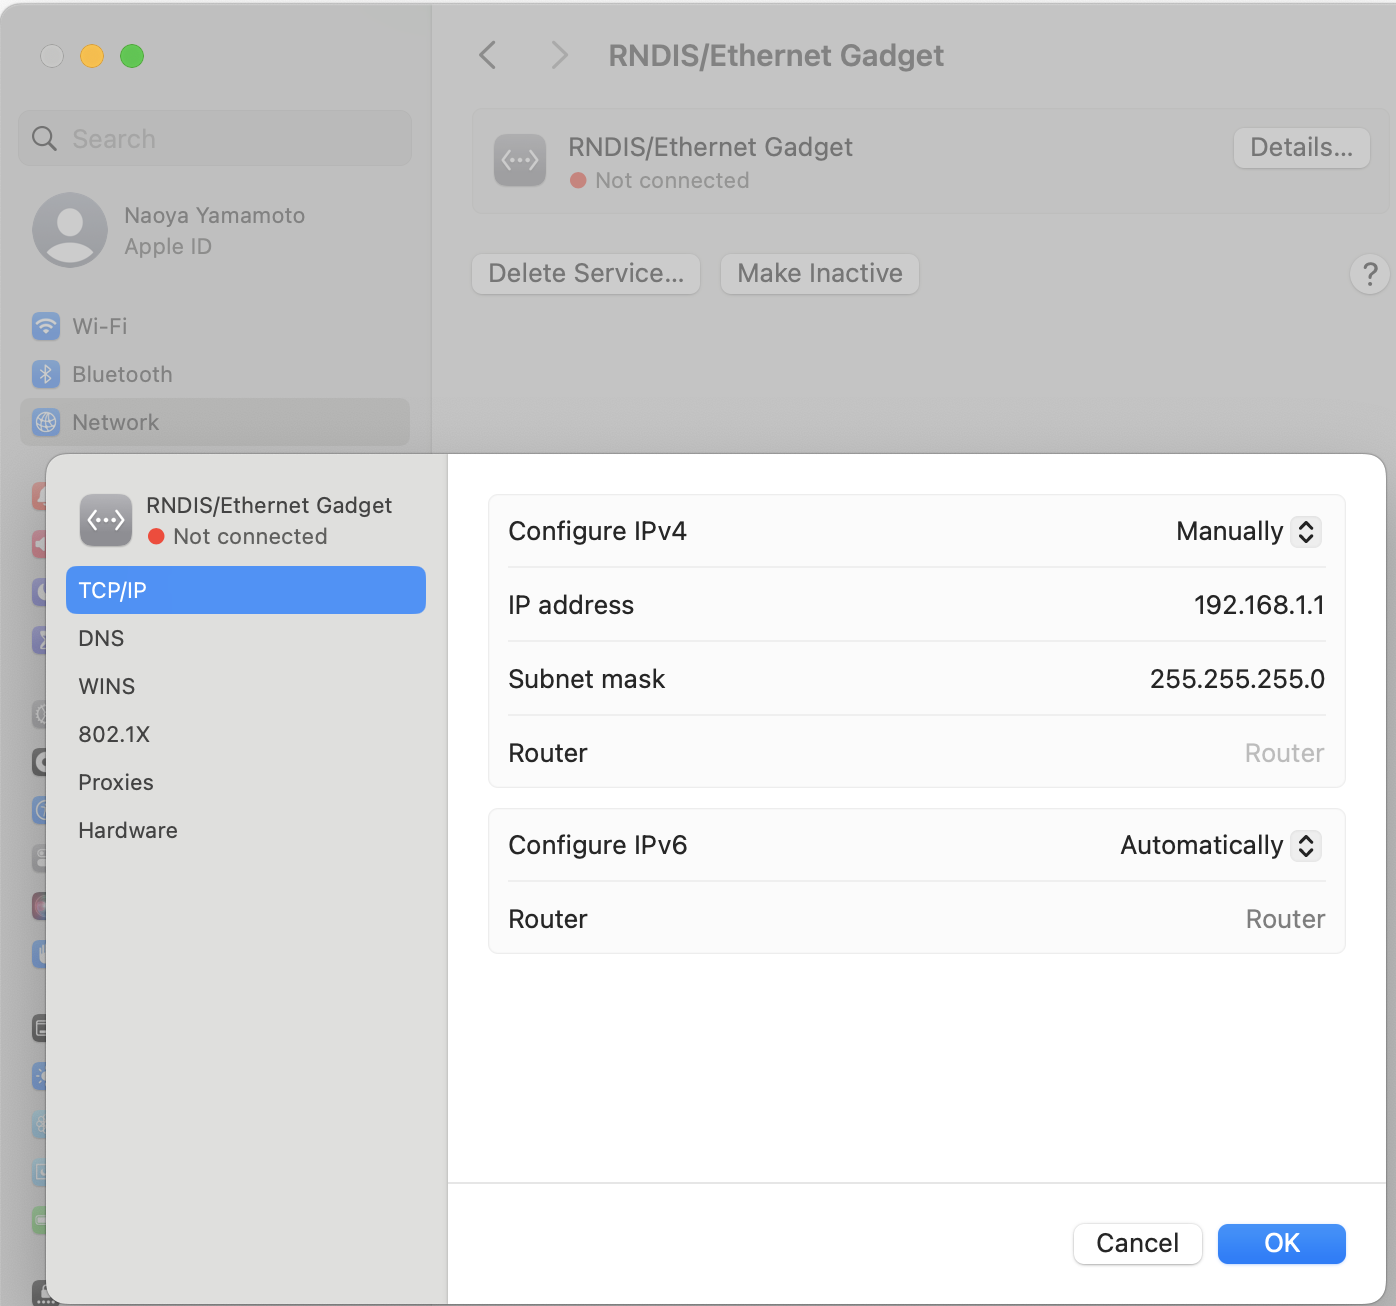 RNDIS/Ethernet Gadget
Search
RNDIS/Ethernet Gadget
Details...
Not connected
Naoya Yamamoto
Apple ID
Delete Service...
Make Inactive
?
Wi-Fi
Bluetooth
Network
RNDIS/Ethernet Gadget
Not connected
TCP/IP
DNS
WINS
802.1X
Proxies
Hardware
Configure IPv4
Manually
IP address
192.168.1.1
Subnet mask
255.255.255.0
Router
Router
Configure IPv6
Automatically
Router
Router
Cancel
OK